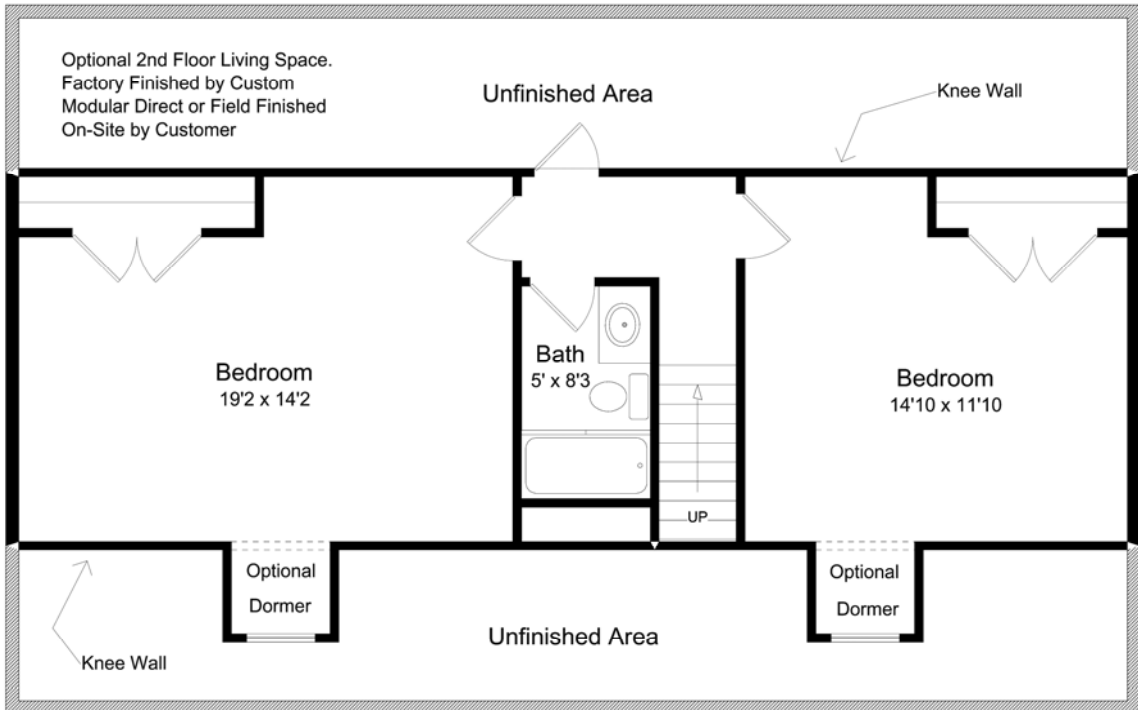 Optional 2nd Floor Living Space.
Factory Finished by Custom
Modular Direct or Field Finished
On-Site by Customer
Unfinished Area
Knee Wall
Bedroom
19'2 x 14'2
Bath
5' x 8'3
UP
Bedroom
14'10 x 11'10
Optional
Dormer
Optional
Dormer
Unfinished Area
Knee Wall